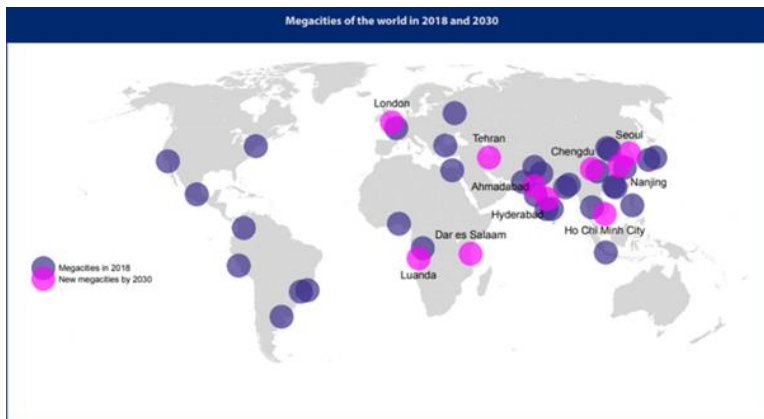 Megacities of the world in 2018 and 2030
London
Tehran
Seoul
Chengdu
Ahmadabad
Nanjing
Hyderabad
Ho Chi Minh City
Dar es Salaam
Luanda
Megacities in 2018
New megacities by 2030